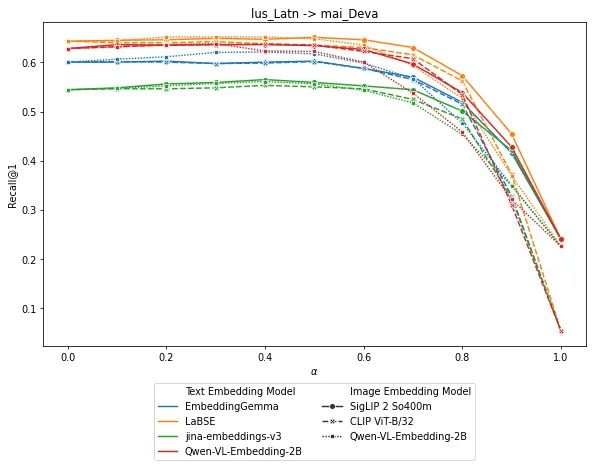 lus_Latn -> mai_Deva
Recall@1
0.6
0.5
0.4
0.3
0.2
0.1
0.0 0.2 0.4 0.6 0.8 1.0
α
Text Embedding Model
EmbeddingGemma
LaBSE
jina-embeddings-v3
Qwen-VL-Embedding-2B
Image Embedding Model
SigLIP 2 So400m
CLIP ViT-B/32
Qwen-VL-Embedding-2B